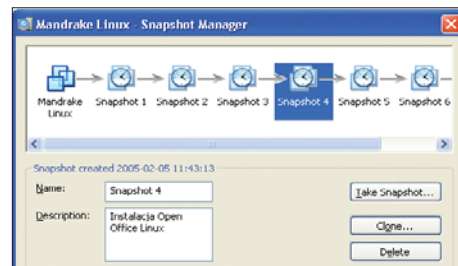 Mandrake Linux - Snapshot Manager
Mandrake Linux
Snapshot 1
Snapshot 2
Snapshot 3
Snapshot 4
Snapshot 5
Snapshot 6
Snapshot created 2005-02-05 11:43:13
Name:
Snapshot 4
Take Snapshot...
Description:
Instalacja Open
Office Linux
Clone...
Delete